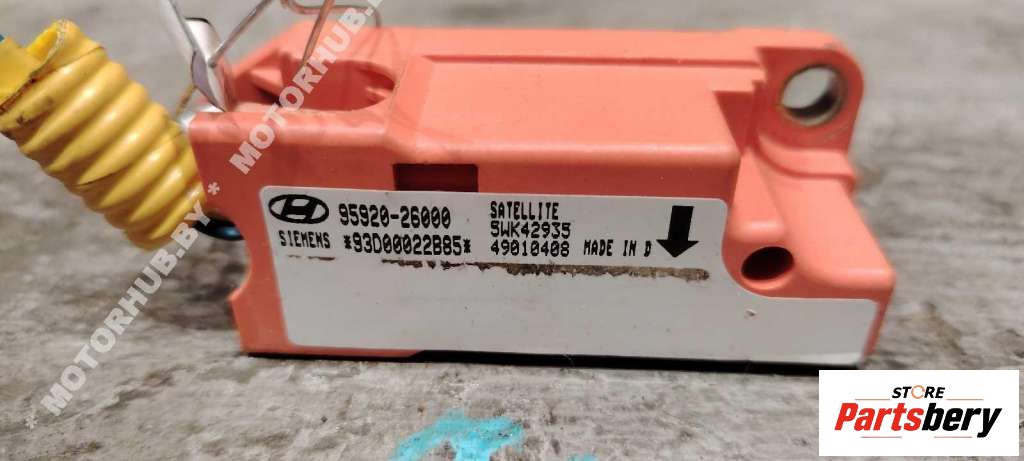 95920-26000
SIEMENS *93D00022B85*
SATELLITE
5WK42935
49010408 MADE IN D
MOTORHUB.BY * MOTORHUB.BY
STORE
Partsbery